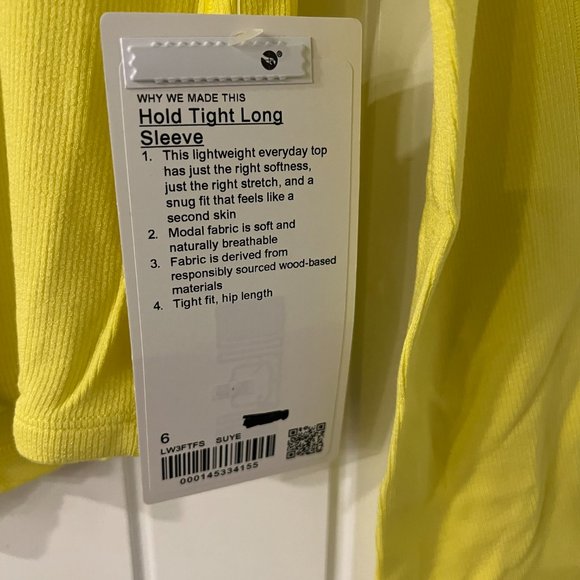 WHY WE MADE THIS
Hold Tight Long
Sleeve
1. This lightweight everyday top
has just the right softness,
just the right stretch, and a
snug fit that feels like a
second skin
2. Modal fabric is soft and
naturally breathable
3. Fabric is derived from
responsibly sourced wood-based
materials
4. Tight fit, hip length
6
LW3FTFS SUYE
000145334155